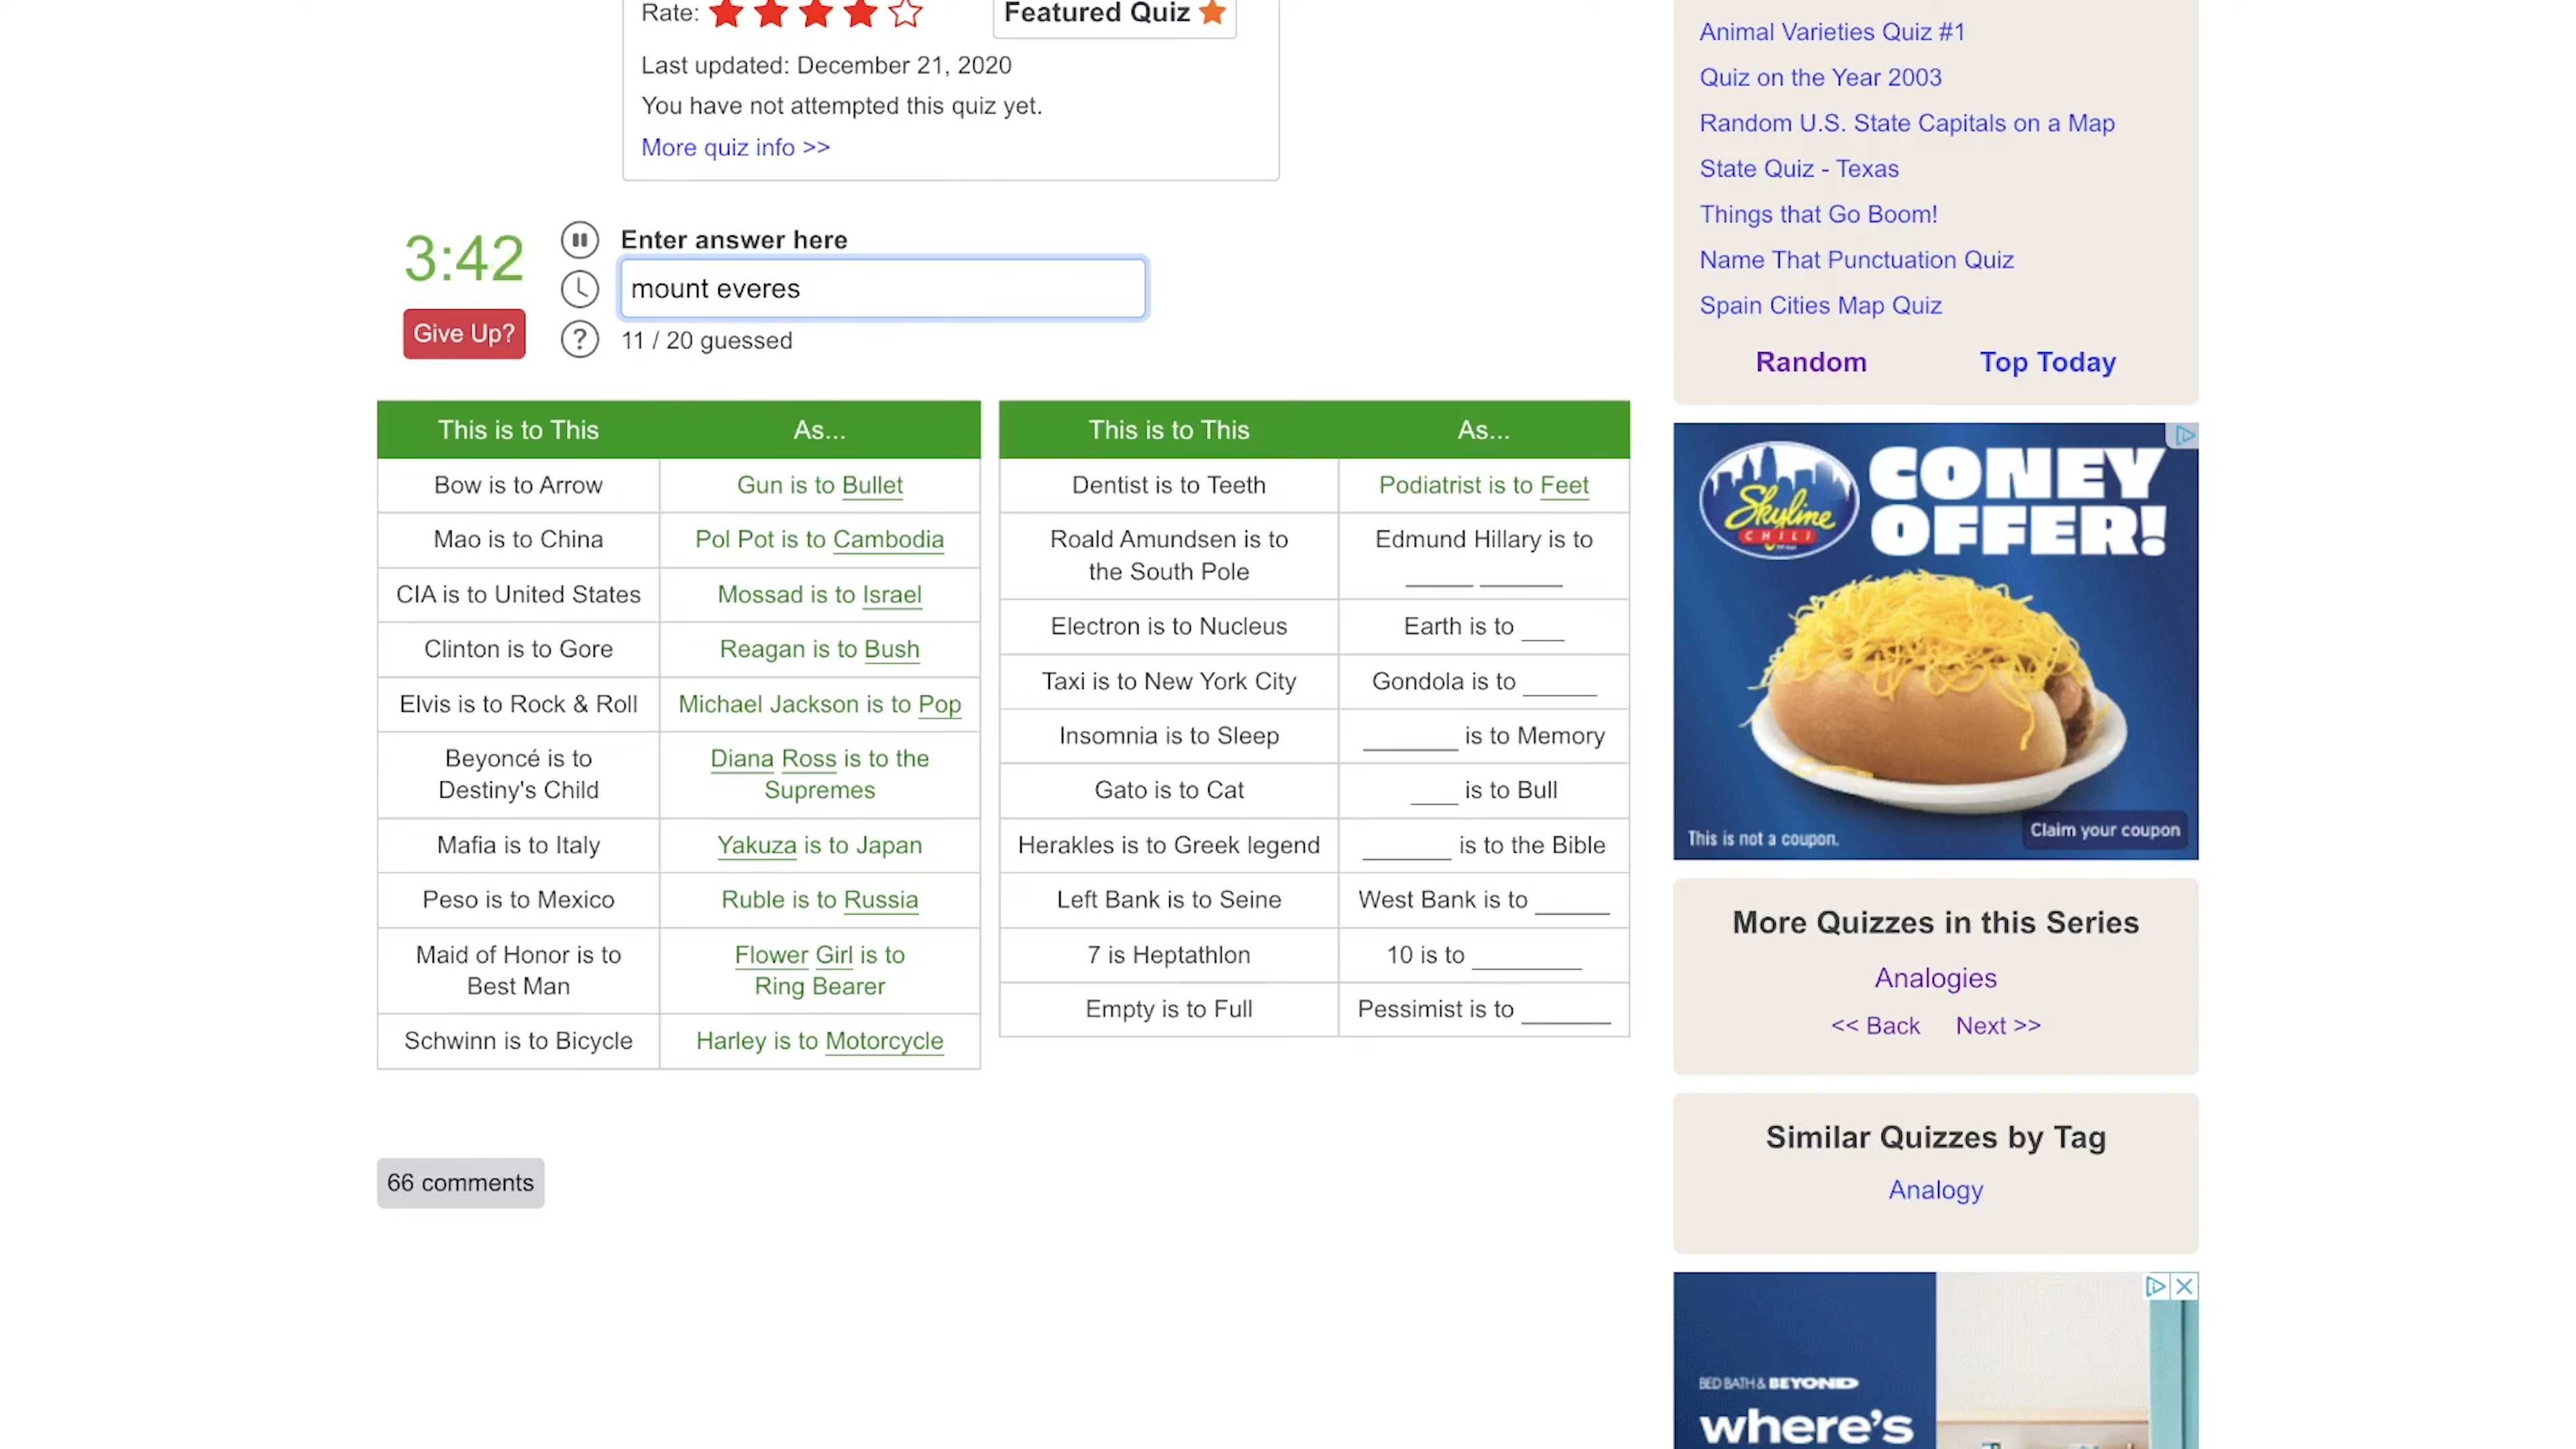 Rate:
Featured Quiz
Last updated: December 21, 2020
You have not attempted this quiz yet.
More quiz info >>
3:42
Give Up?
Enter answer here
mount everes
11 / 20 guessed
This is to This As...
Bow is to Arrow Gun is to Bullet
Mao is to China Pol Pot is to Cambodia
CIA is to United States Mossad is to Israel
Clinton is to Gore Reagan is to Bush
Elvis is to Rock & Roll Michael Jackson is to Pop
Beyoncé is to Destiny's Child Diana Ross is to the Supremes
Mafia is to Italy Yakuza is to Japan
Peso is to Mexico Ruble is to Russia
Maid of Honor is to Best Man Flower Girl is to Ring Bearer
Schwinn is to Bicycle Harley is to Motorcycle
This is to This As...
Dentist is to Teeth Podiatrist is to Feet
Roald Amundsen is to the South Pole Edmund Hillary is to _____ ______
Electron is to Nucleus Earth is to ___
Taxi is to New York City Gondola is to ______
Insomnia is to Sleep _______ is to Memory
Gato is to Cat ____ is to Bull
Herakles is to Greek legend ______ is to the Bible
Left Bank is to Seine West Bank is to ______
7 is Heptathlon 10 is to ________
Empty is to Full Pessimist is to _______
66 comments
Animal Varieties Quiz #1
Quiz on the Year 2003
Random U.S. State Capitals on a Map
State Quiz - Texas
Things that Go Boom!
Name That Punctuation Quiz
Spain Cities Map Quiz
Random Top Today
Skyline
CHILI
CONEY
OFFER!
This is not a coupon.
Claim your coupon
More Quizzes in this Series
Analogies
<< Back Next >>
Similar Quizzes by Tag
Analogy
BED BATH & BEYOND
where's